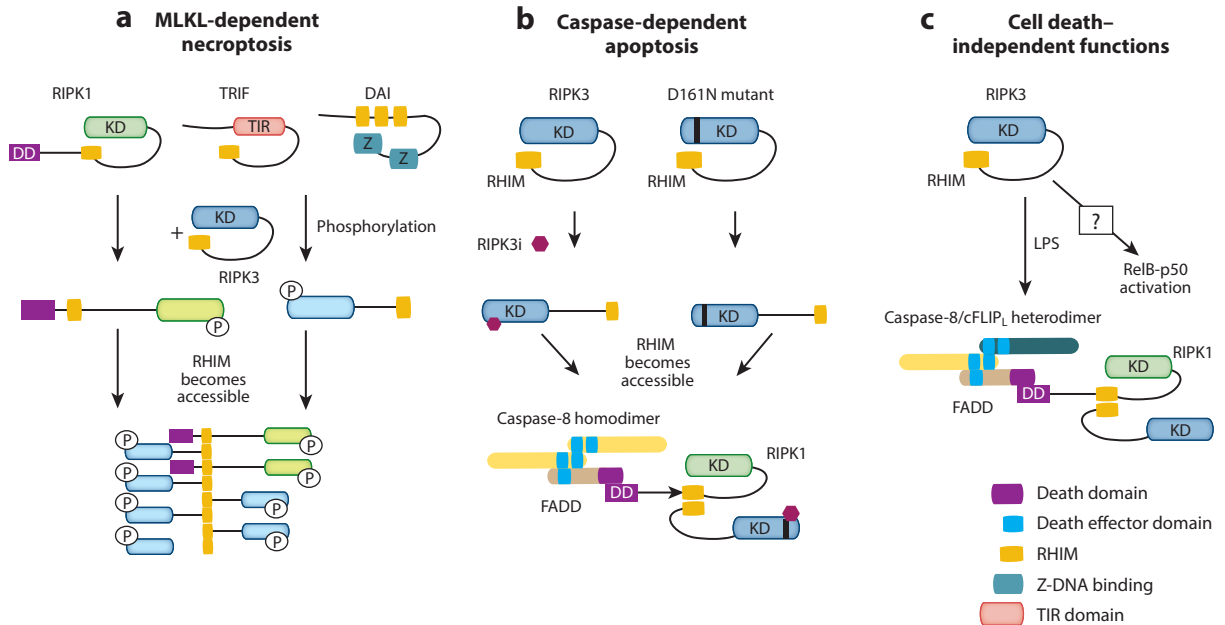 a MLKL-dependent
necroptosis
RIPK1
TRIF
DAI
KD
TIR
DD
Z
Z
+
KD
Phosphorylation
RIPK3
P
P
RHIM
becomes
accessible
P
P
P
P
P
P
P
P
b Caspase-dependent
apoptosis
RIPK3
D161N mutant
KD
KD
RHIM
RHIM
RIPK3i
KD
KD
RHIM
becomes
accessible
Caspase-8 homodimer
RIPK1
KD
DD
FADD
KD
c Cell death–
independent functions
RIPK3
KD
RHIM
?
LPS
RelB-p50
activation
Caspase-8/cFLIPL heterodimer
RIPK1
KD
DD
FADD
KD
Death domain
Death effector domain
RHIM
Z-DNA binding
TIR domain